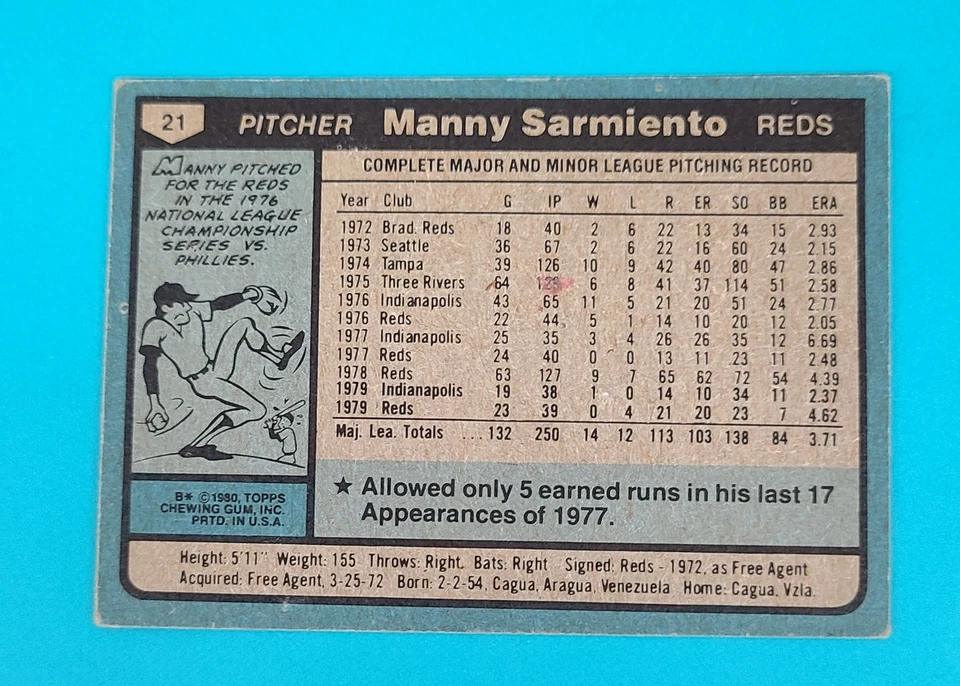 21 PITCHER Manny Sarmiento REDS
MANNY PITCHED
FOR THE REDS
IN THE 1976
NATIONAL LEAGUE
CHAMPIONSHIP
SERIES VS.
PHILLIES.
COMPLETE MAJOR AND MINOR LEAGUE PITCHING RECORD
Year Club G IP W L R ER SO BB ERA
1972 Brad. Reds 18 40 2 6 22 13 34 15 2.93
1973 Seattle 36 67 2 6 22 16 60 24 2.15
1974 Tampa 39 126 10 9 42 40 80 47 2.86
1975 Three Rivers 64 6 8 41 37 114 51 2.58
1976 Indianapolis 43 65 11 5 21 20 51 24 2.77
1976 Reds 22 44 5 1 14 10 20 12 2.05
1977 Indianapolis 25 35 3 4 26 26 35 12 6.69
1977 Reds 24 40 0 0 13 11 23 11 2.48
1978 Reds 63 127 9 7 65 62 72 54 4.39
1979 Indianapolis 19 38 1 0 14 10 34 11 2.37
1979 Reds 23 39 0 4 21 20 23 7 4.62
Maj. Lea. Totals ... 132 250 14 12 113 103 138 84 3.71
★ Allowed only 5 earned runs in his last 17
Appearances of 1977.
B* ©1980, TOPPS
CHEWING GUM, INC.
PRTD. IN U.S.A.
Height: 5'11" Weight: 155 Throws: Right. Bats: Right Signed: Reds - 1972, as Free Agent
Acquired: Free Agent, 3-25-72 Born: 2-2-54, Cagua, Aragua, Venezuela Home: Cagua, Vzla.